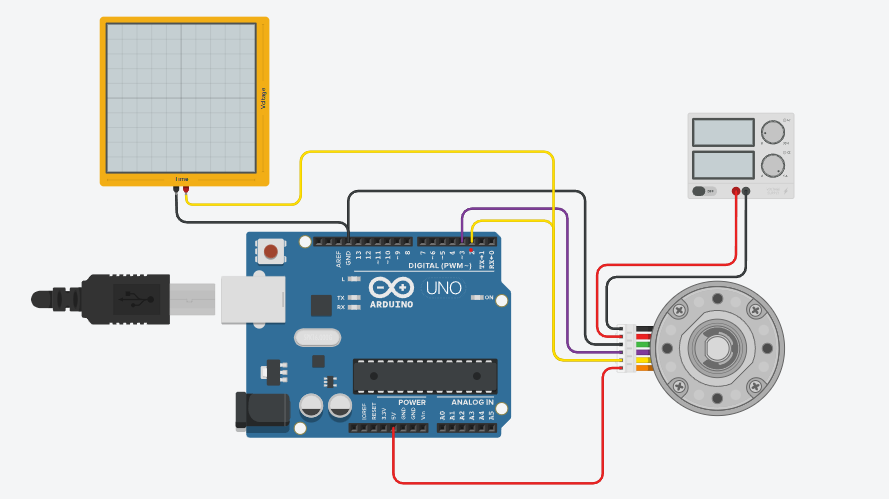 Voltage
Time
OFF
AREF
GND
13
12
~11
~10
~9
8
7
~6
~5
4
~3
2
TX→1
RX←0
DIGITAL (PWM~)
L
TX
RX
UNO
ON
ARDUINO
POWER
ANALOG IN
IOREF
RESET
3.3V
5V
GND
GND
Vin
A0
A1
A2
A3
A4
A5